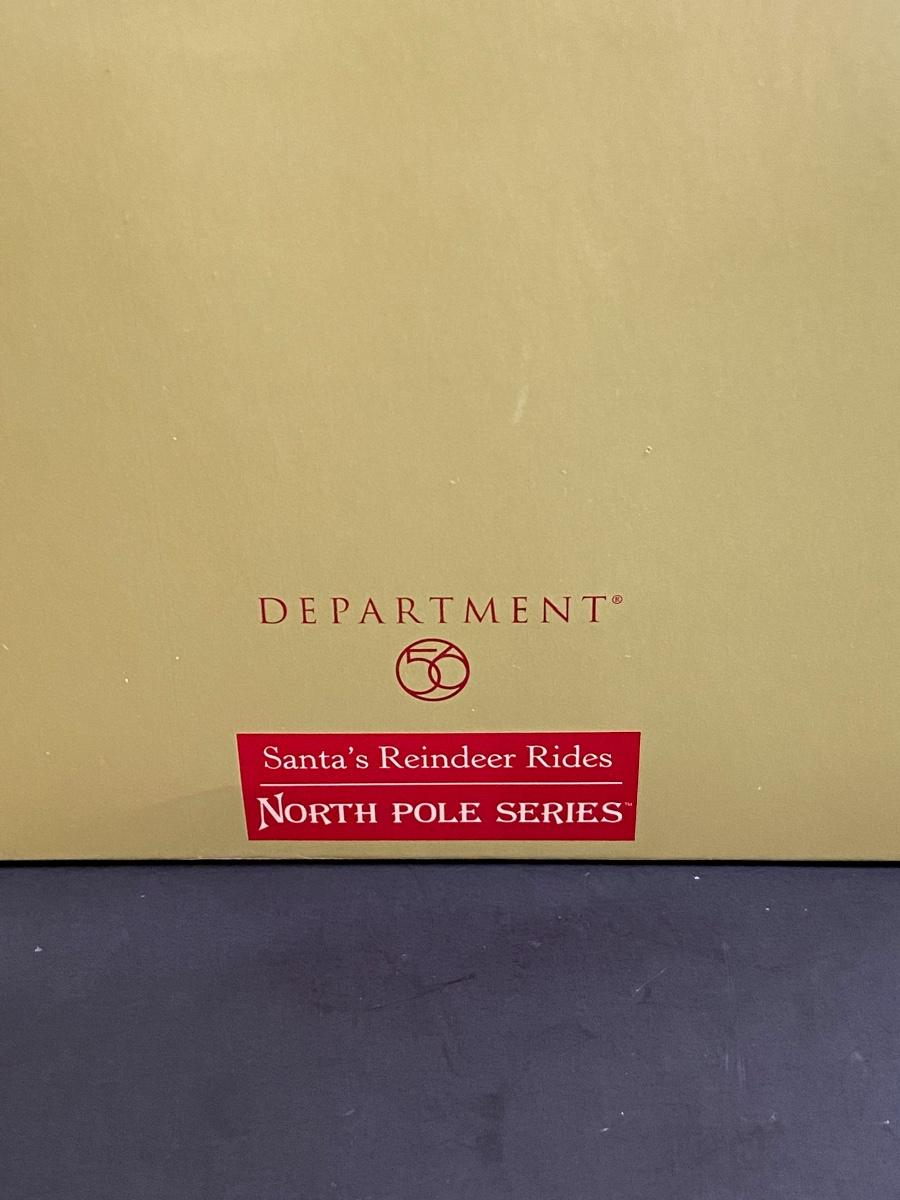 DEPARTMENT®
56
Santa's Reindeer Rides
NORTH POLE SERIES™